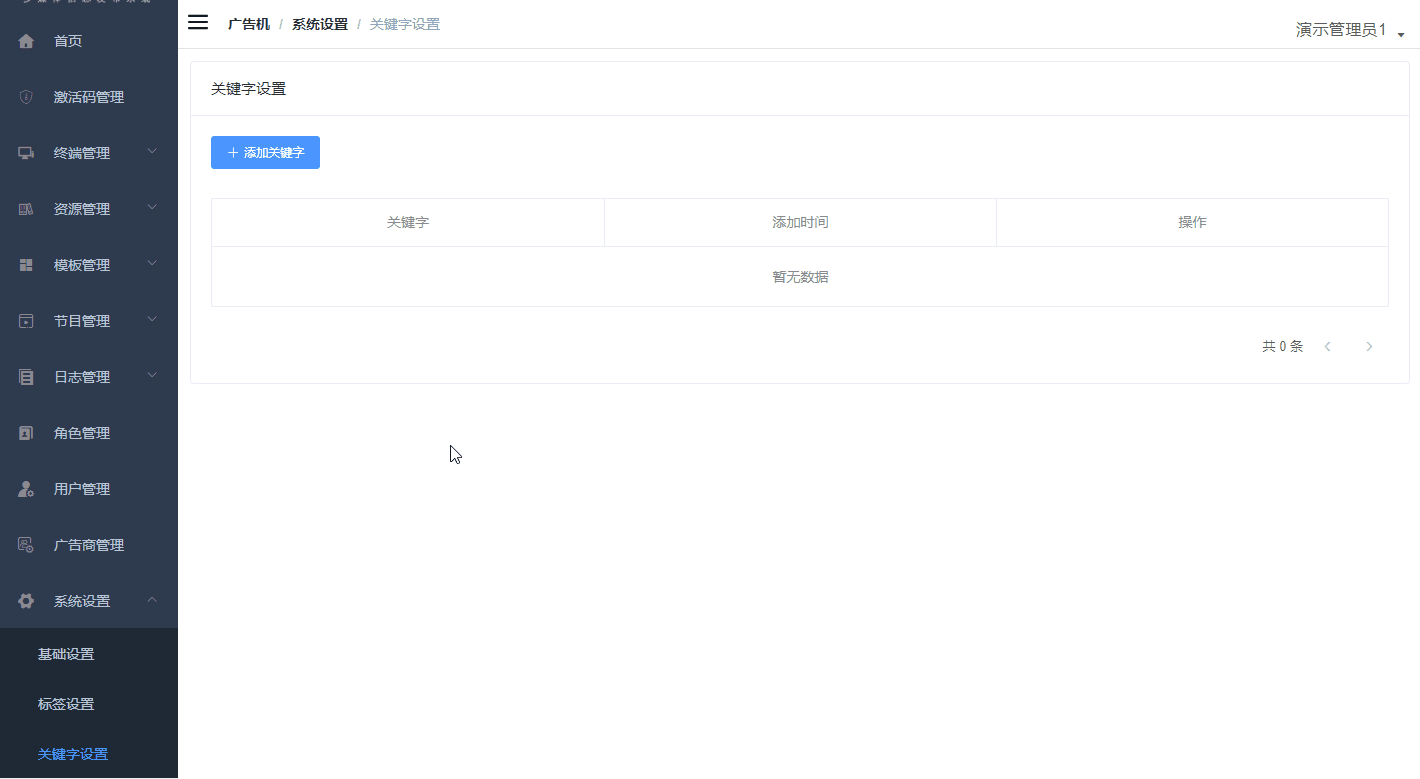 首页
激活码管理
终端管理
资源管理
模板管理
节目管理
日志管理
角色管理
用户管理
广告商管理
系统设置
基础设置
标签设置
关键字设置
广告机 / 系统设置 / 关键字设置
演示管理员1
关键字设置
添加关键字
关键字 添加时间 操作
暂无数据
共 0 条